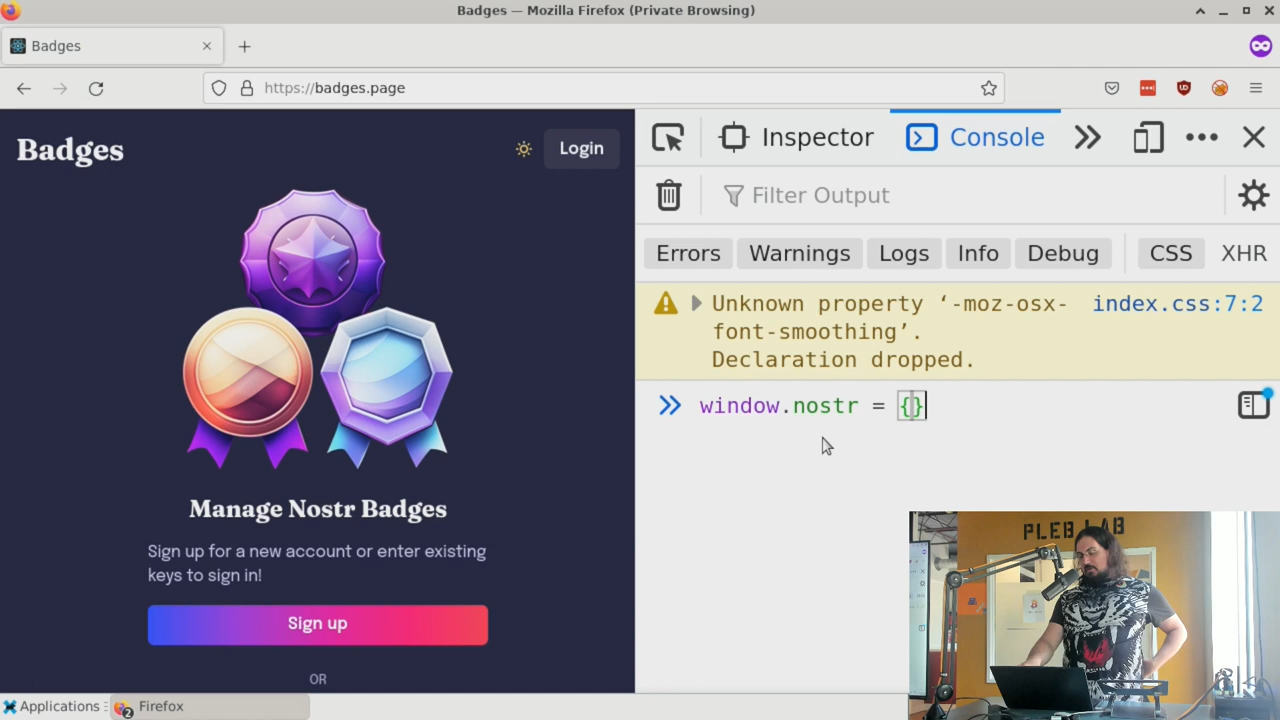 Badges — Mozilla Firefox (Private Browsing)
Badges
https://badges.page
Badges
Login
Manage Nostr Badges
Sign up for a new account or enter existing
keys to sign in!
Sign up
OR
Inspector
Console
Filter Output
Errors
Warnings
Logs
Info
Debug
CSS
XHR
Unknown property ‘-moz-osx-
font-smoothing’.
Declaration dropped.
index.css:7:2
window.nostr = {}
PLEB LAB
Applications
2
Firefox